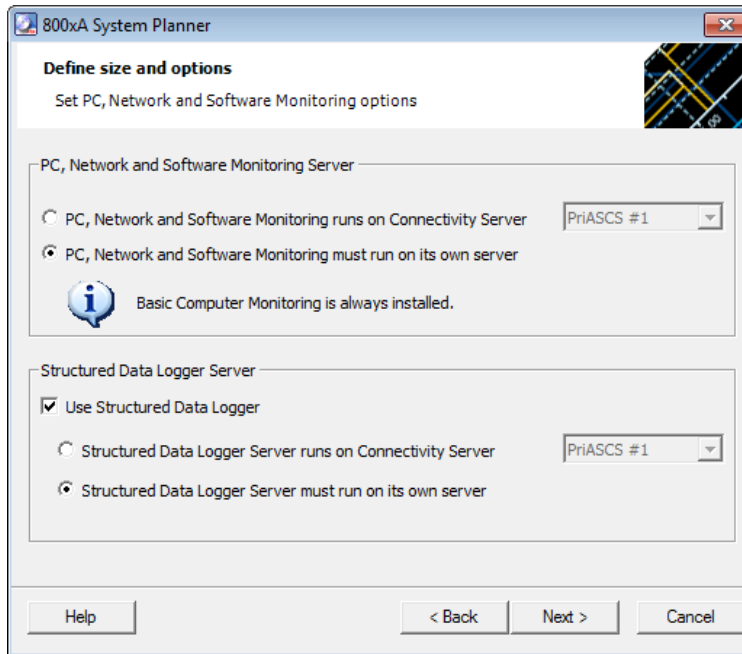 800xA System Planner
Define size and options
Set PC, Network and Software Monitoring options
PC, Network and Software Monitoring Server
PC, Network and Software Monitoring runs on Connectivity Server
PriASCS #1
PC, Network and Software Monitoring must run on its own server
Basic Computer Monitoring is always installed.
Structured Data Logger Server
Use Structured Data Logger
Structured Data Logger Server runs on Connectivity Server
PriASCS #1
Structured Data Logger Server must run on its own server
Help
< Back
Next >
Cancel